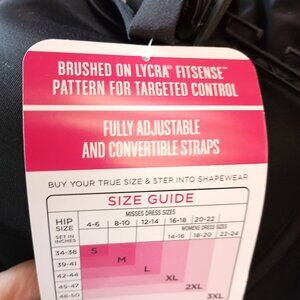 BRUSHED ON LYCRA® FITSENSE™
PATTERN FOR TARGETED CONTROL
FULLY ADJUSTABLE
AND CONVERTIBLE STRAPS
BUY YOUR TRUE SIZE & STEP INTO SHAPEWEAR
SIZE GUIDE
HIP SIZE MISSES DRESS SIZES
4-6 8-10 12-14 16-18 20-22
SET IN INCHES WOMENS DRESS SIZES
14-16 18-20 22-24
34-38 S
39-41 M
42-44 L
XL
45-47 2XL
48-50 3XL